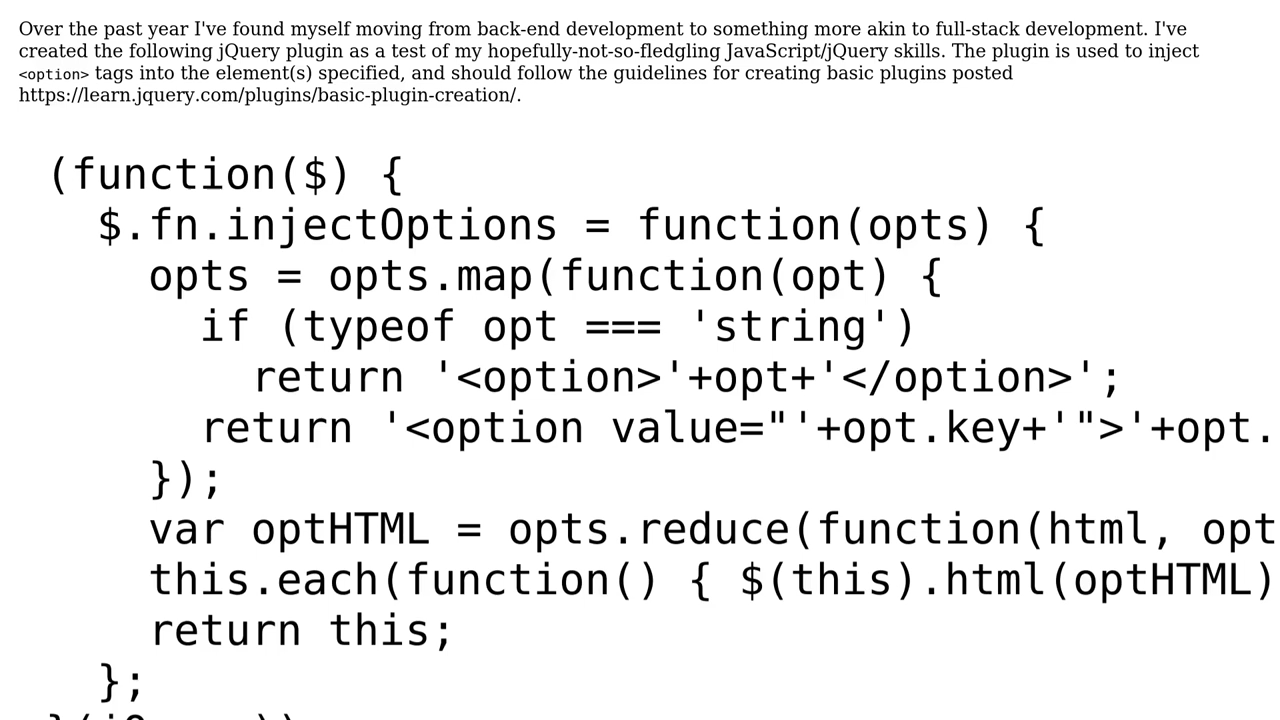 Over the past year I've found myself moving from back-end development to something more akin to full-stack development. I've
created the following jQuery plugin as a test of my hopefully-not-so-fledgling JavaScript/jQuery skills. The plugin is used to inject
<option> tags into the element(s) specified, and should follow the guidelines for creating basic plugins posted
https://learn.jquery.com/plugins/basic-plugin-creation/.
(function($) {
  $.fn.injectOptions = function(opts) {
    opts = opts.map(function(opt) {
      if (typeof opt === 'string')
        return '<option>'+opt+'</option>';
      return '<option value="'+opt.key+'">'+opt.
    });
    var optHTML = opts.reduce(function(html, opt
    this.each(function() { $(this).html(optHTML)
    return this;
  };